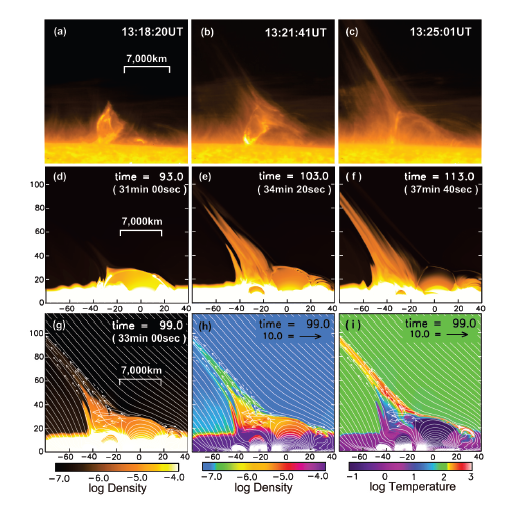 (a) 13:18:20UT
7,000km
(b) 13:21:41UT
(c) 13:25:01UT
(d) time = 93.0
( 31min 00sec)
7,000km
(e) time = 103.0
( 34min 20sec)
(f) time = 113.0
( 37min 40sec)
100
80
60
40
20
0
−60 −40 −20 0 20 40
−60 −40 −20 0 20 40
−60 −40 −20 0 20 40
(g) time = 99.0
(33min 00sec)
7,000km
(h) time = 99.0
10.0 =
(i) time = 99.0
10.0 =
100
80
60
40
20
0
−60 −40 −20 0 20 40
−60 −40 −20 0 20 40
−60 −40 −20 0 20 40
−7.0 −6.0 −5.0 −4.0
log Density
−7.0 −6.0 −5.0 −4.0
log Density
−1 0 1 2 3
log Temperature